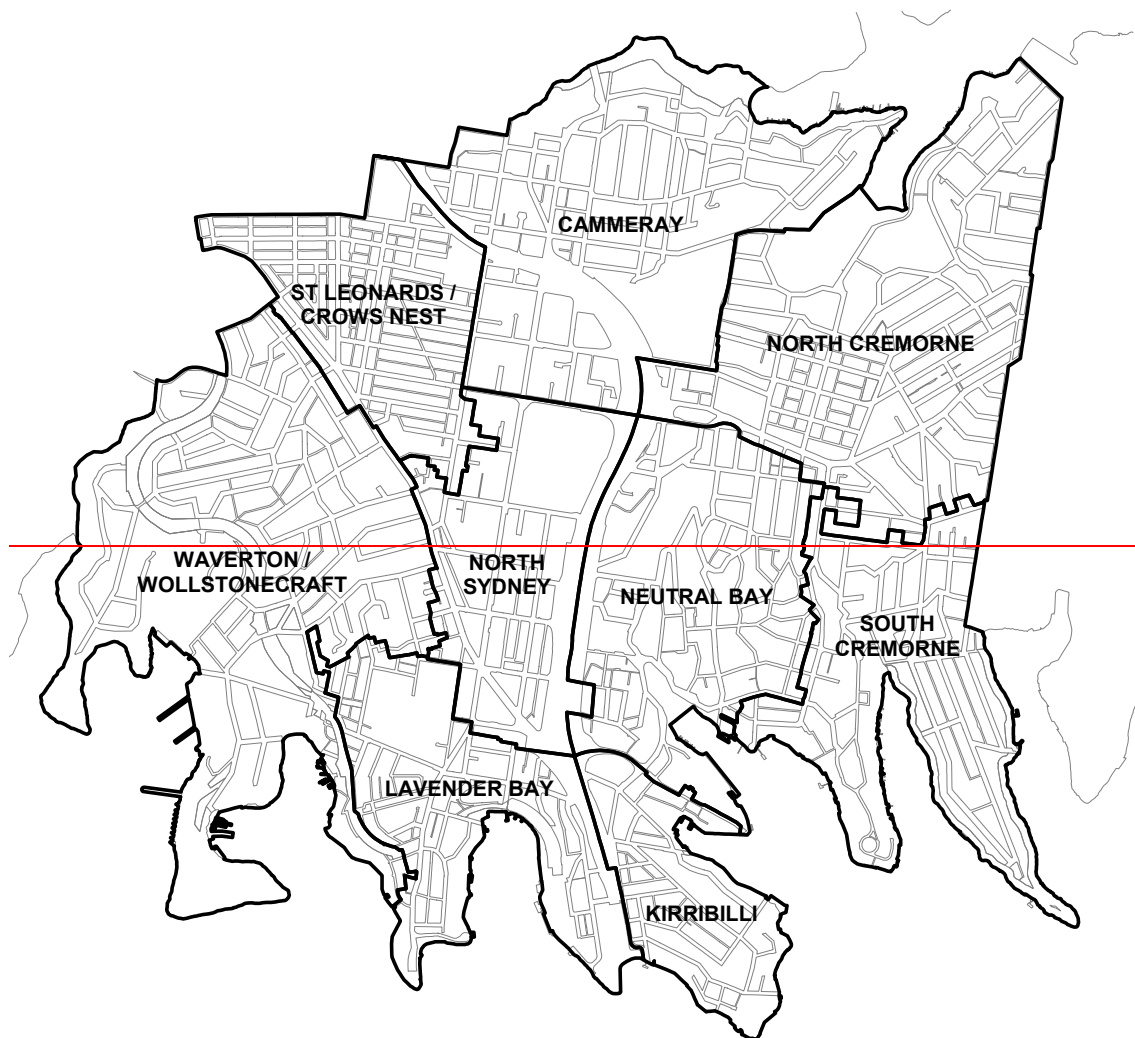 CAMMERAY
ST LEONARDS /
CROWS NEST
NORTH CREMORNE
WAVERTON /
WOLLSTONECRAFT
NORTH
SYDNEY
NEUTRAL BAY
SOUTH
CREMORNE
LAVENDER BAY
KIRRIBILLI